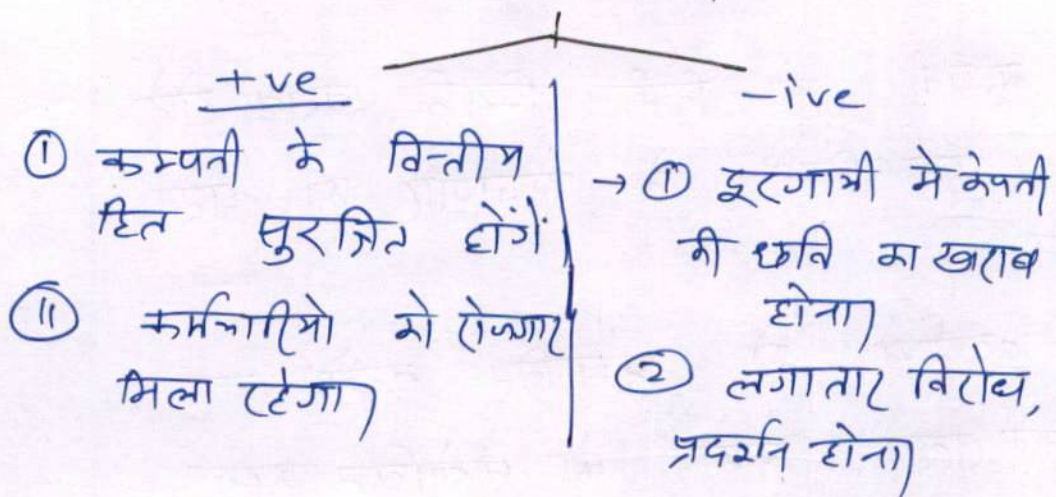 +ve
① कम्पनी के वित्तीय
हित सुरक्षित होंगें
⑪ कर्मचारियो को रोजगार
मिला रहेगा
-ive
→ ① दूरगामी मे कंपनी
की छवि का खराब
होना
② लगातार विरोध,
प्रदर्शन होना